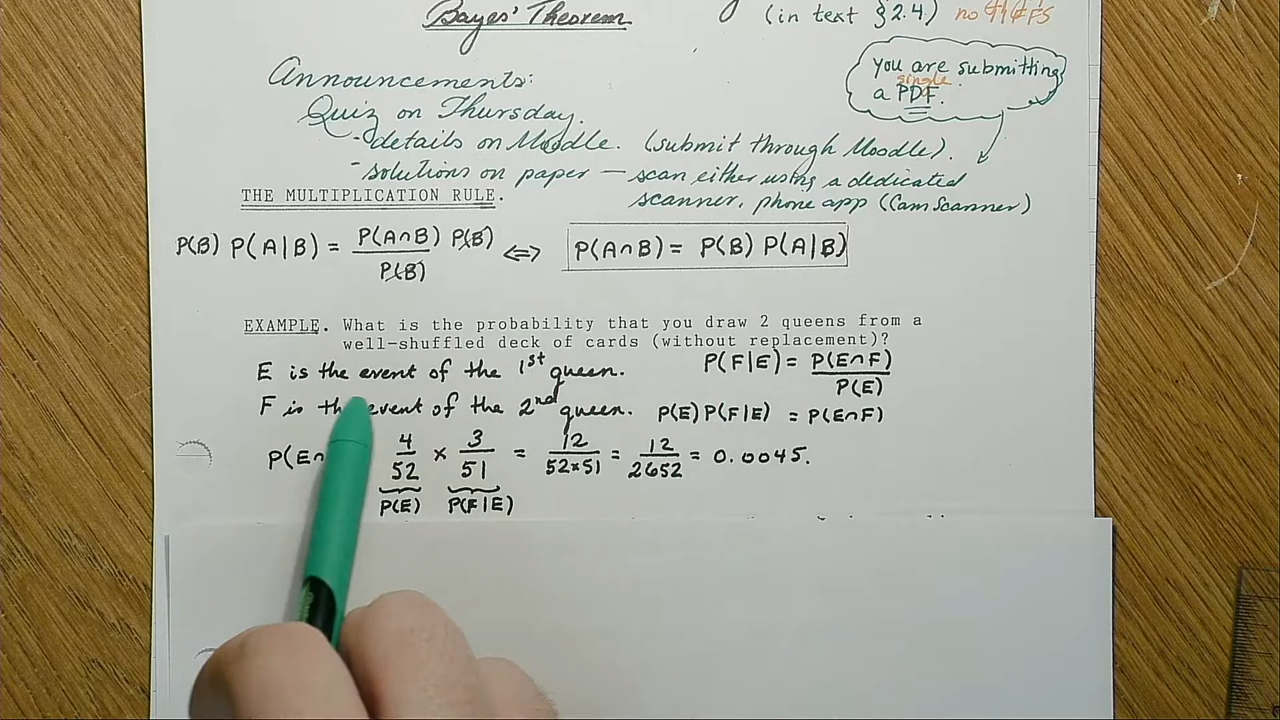 Bayes' Theorem
(in text §2.4)
Announcements:
you are submitting
single
a PDF.
Quiz on Thursday.
- details on Moodle. (submit through Moodle).
- solutions on paper — scan either using a dedicated
scanner, phone app (CamScanner)
THE MULTIPLICATION RULE.
P(B) P(A|B) = P(A∩B) P(B) / P(B) ⇔ P(A∩B) = P(B) P(A|B)
EXAMPLE. What is the probability that you draw 2 queens from a
well-shuffled deck of cards (without replacement)?
E is the event of the 1st queen. P(F|E) = P(E∩F) / P(E)
F is the event of the 2nd queen. P(E)P(F|E) = P(E∩F)
P(E∩ 4/52 × 3/51 = 12/52×51 = 12/2652 = 0.0045.
P(E) P(F|E)